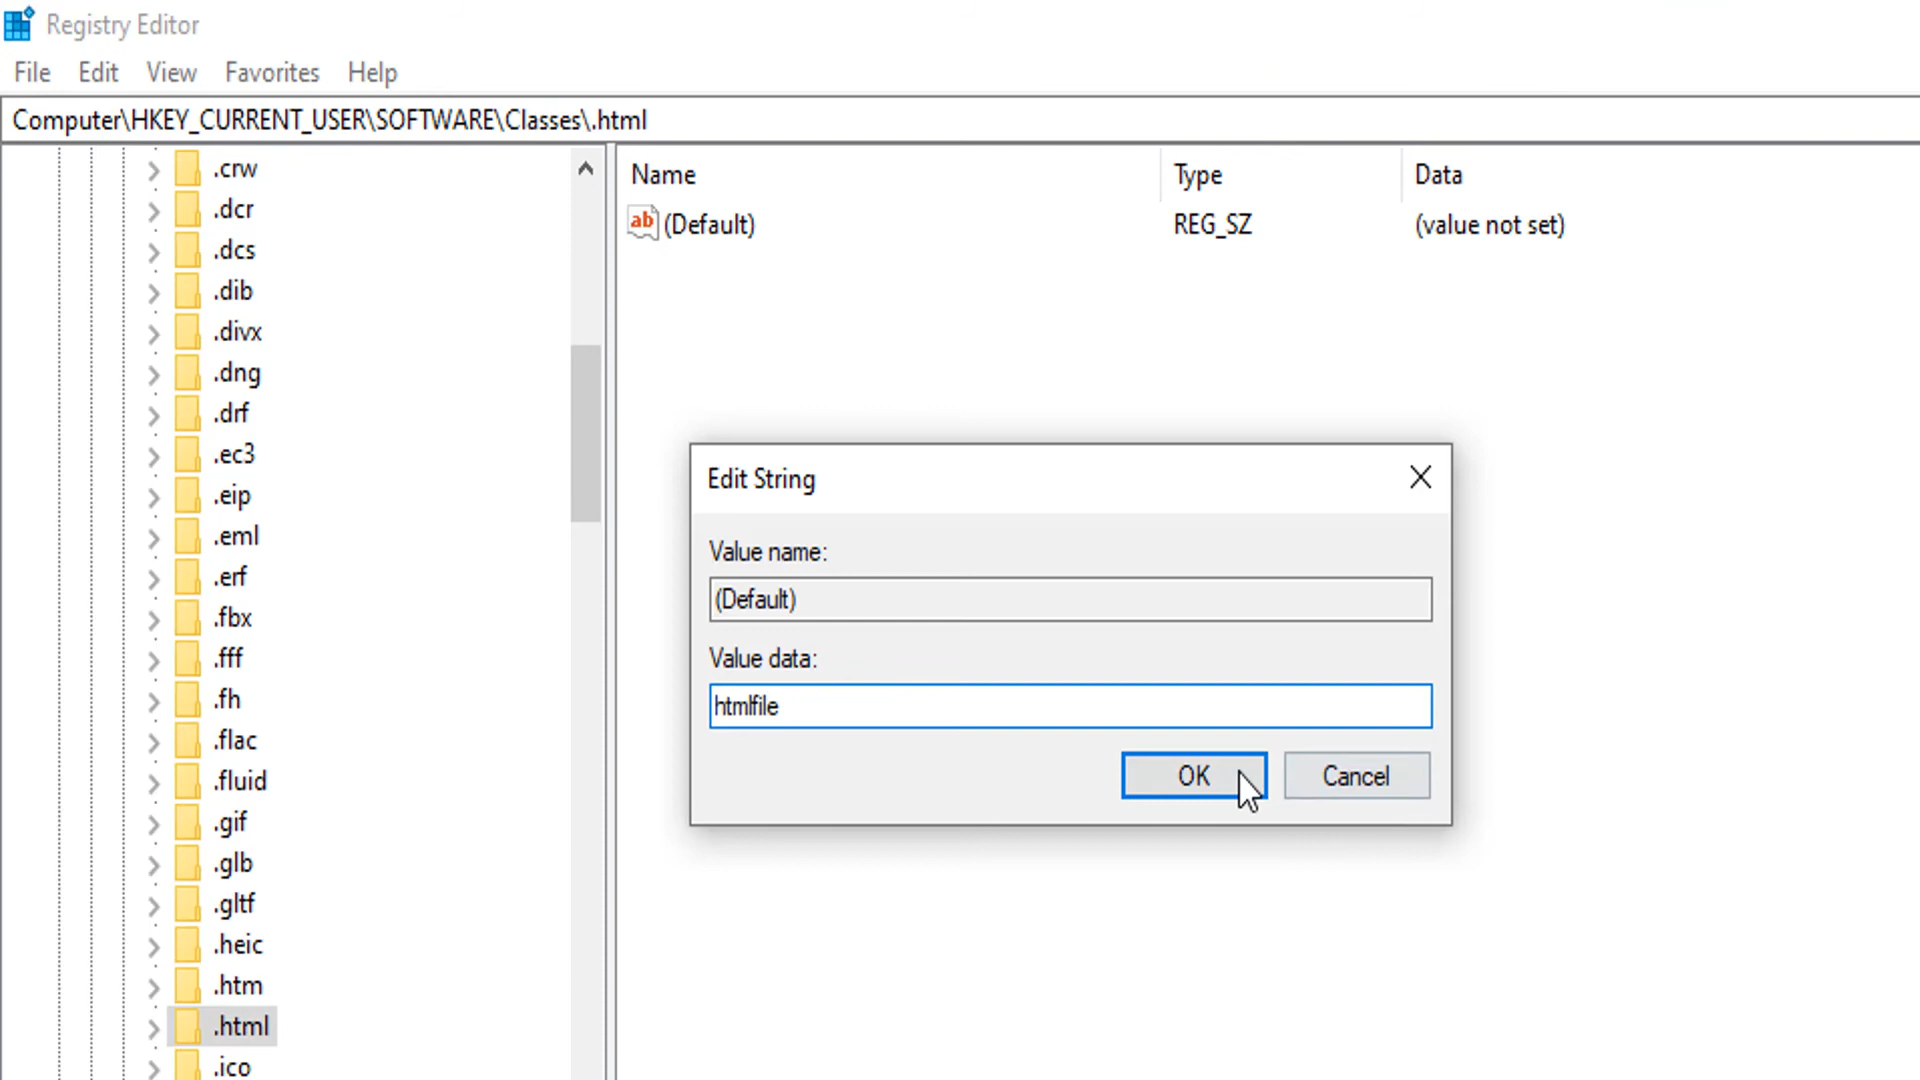 Registry Editor
File Edit View Favorites Help
Computer\HKEY_CURRENT_USER\SOFTWARE\Classes\.html
.crw
.dcr
.dcs
.dib
.divx
.dng
.drf
.ec3
.eip
.eml
.erf
.fbx
.fff
.fh
.flac
.fluid
.gif
.glb
.gltf
.heic
.htm
.html
.ico
Name Type Data
ab (Default) REG_SZ (value not set)
Edit String
Value name:
(Default)
Value data:
htmlfile
OK Cancel